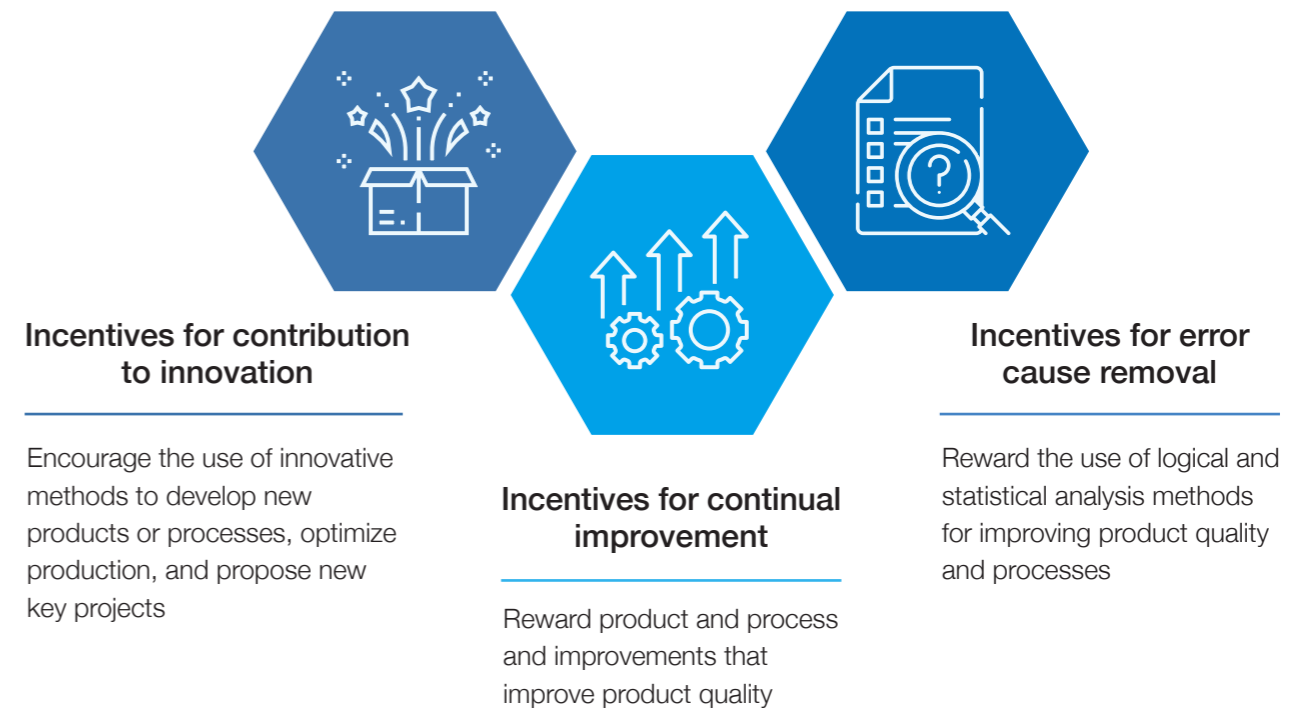 Incentives for contribution
to innovation
Encourage the use of innovative
methods to develop new
products or processes, optimize
production, and propose new
key projects
Incentives for continual
improvement
Reward product and process
and improvements that
improve product quality
Incentives for error
cause removal
Reward the use of logical and
statistical analysis methods
for improving product quality
and processes
?